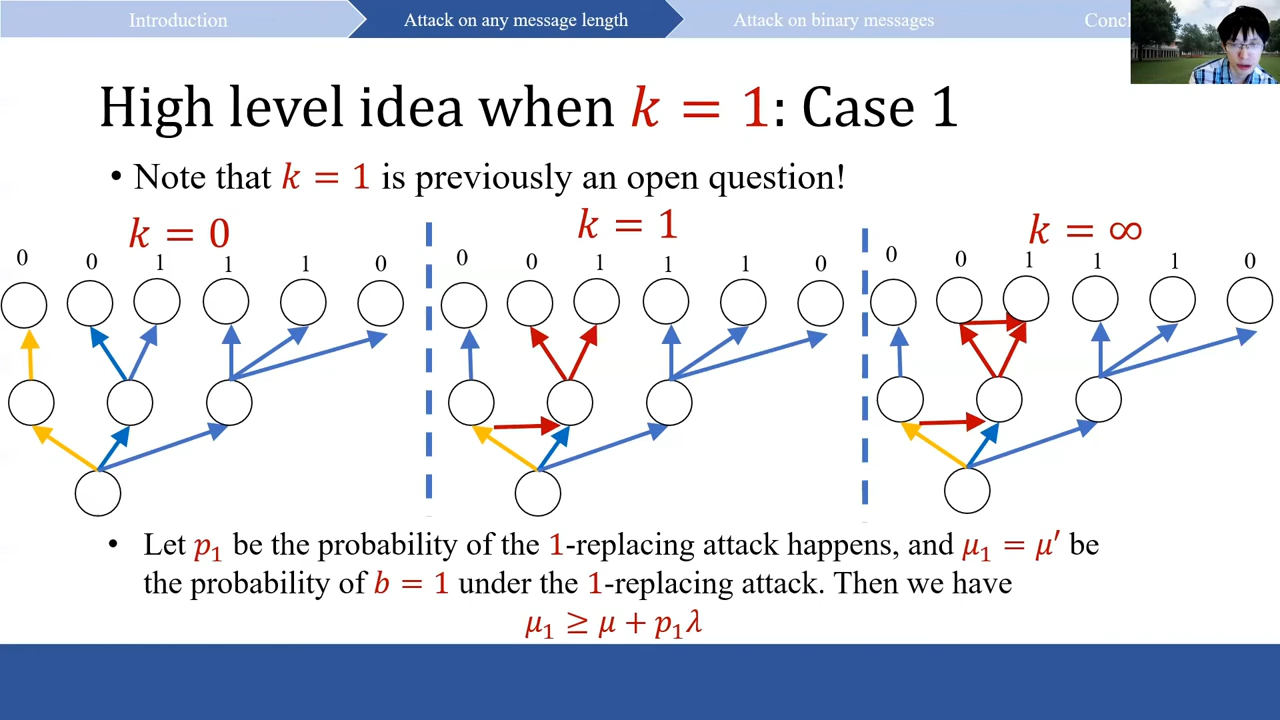 Introduction
Attack on any message length
Attack on binary messages
High level idea when k = 1: Case 1
• Note that k = 1 is previously an open question!
k = 0
k = 1
k = ∞
0 0 1 1 1 0
0 0 1 1 1 0
0 0 1 1 1 0
• Let p₁ be the probability of the 1-replacing attack happens, and μ₁ = μ′ be
the probability of b = 1 under the 1-replacing attack. Then we have
μ₁ ≥ μ + p₁λ